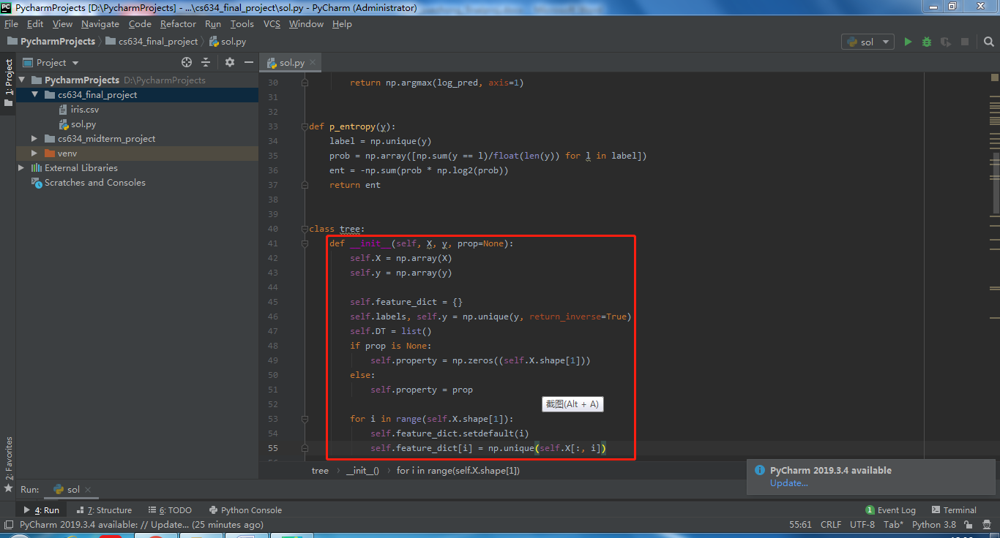 PycharmProjects [D:\PycharmProjects] - ...\cs634_final_project\sol.py - PyCharm (Administrator)
File Edit View Navigate Code Refactor Run Tools VCS Window Help
PycharmProjects cs634_final_project sol.py
sol
1: Project
Project
PycharmProjects D:\PycharmProjects
cs634_final_project
iris.csv
sol.py
cs634_midterm_project
venv
External Libraries
Scratches and Consoles
sol.py
30 return np.argmax(log_pred, axis=1)
31
32
33 def p_entropy(y):
34 label = np.unique(y)
35 prob = np.array([np.sum(y == l)/float(len(y)) for l in label])
36 ent = -np.sum(prob * np.log2(prob))
37 return ent
38
39
40 class tree:
41 def __init__(self, X, y, prop=None):
42 self.X = np.array(X)
43 self.y = np.array(y)
44
45 self.feature_dict = {}
46 self.labels, self.y = np.unique(y, return_inverse=True)
47 self.DT = list()
48 if prop is None:
49 self.property = np.zeros((self.X.shape[1]))
50 else:
51 self.property = prop
52
截图(Alt + A)
53 for i in range(self.X.shape[1]):
54 self.feature_dict.setdefault(i)
55 self.feature_dict[i] = np.unique(self.X[:, i])
tree __init__() for i in range(self.X.shape[1])
PyCharm 2019.3.4 available
Update...
2: Favorites
Run: sol
4: Run 7: Structure 6: TODO Python Console 1 Event Log Terminal
PyCharm 2019.3.4 available: // Update... (25 minutes ago) 55:61 CRLF UTF-8 Tab* Python 3.8